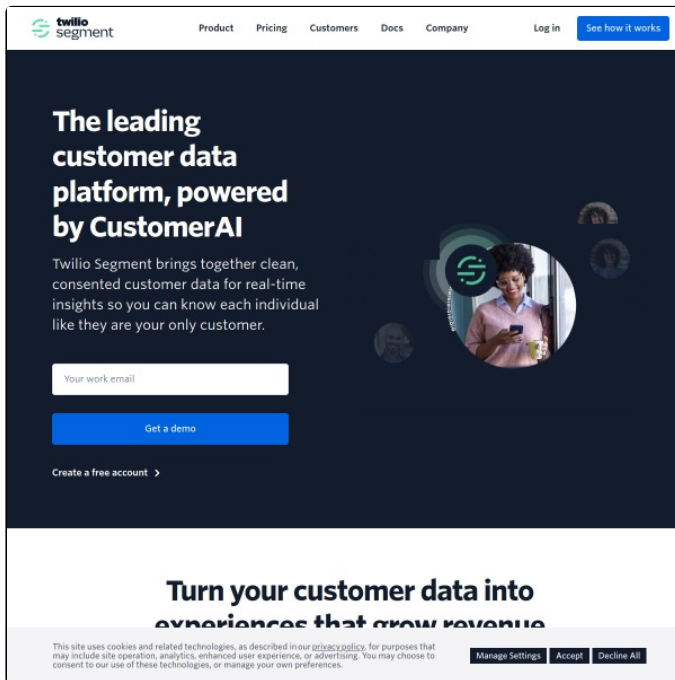 twilio
segment
Product Pricing Customers Docs Company Log in See how it works
The leading
customer data
platform, powered
by CustomerAI
Twilio Segment brings together clean,
consented customer data for real-time
insights so you can know each individual
like they are your only customer.
Your work email
Get a demo
Create a free account
Turn your customer data into
experiences that grow revenue
This site uses cookies and related technologies, as described in our privacy policy, for purposes that
may include site operation, analytics, enhanced user experience, or advertising. You may choose to
consent to our use of these technologies, or manage your own preferences.
Manage Settings Accept Decline All